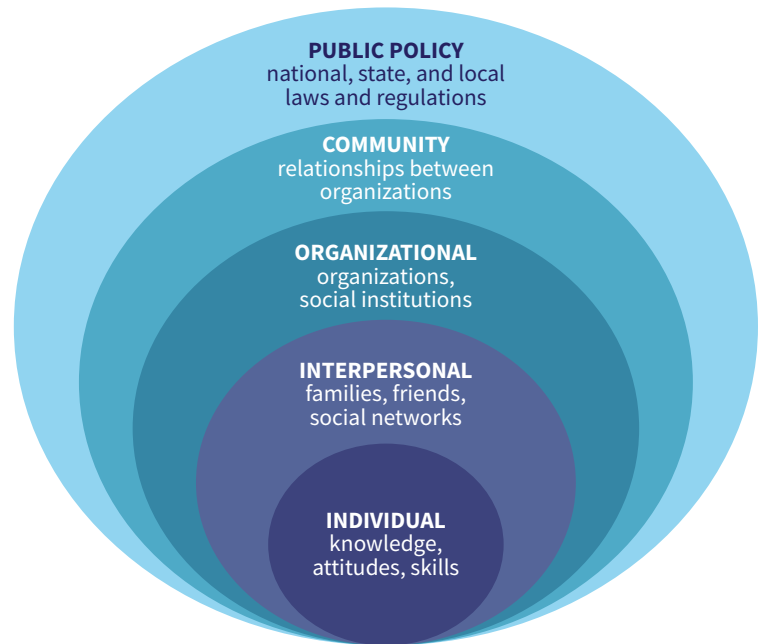 PUBLIC POLICY
national, state, and local
laws and regulations
COMMUNITY
relationships between
organizations
ORGANIZATIONAL
organizations,
social institutions
INTERPERSONAL
families, friends,
social networks
INDIVIDUAL
knowledge,
attitudes, skills